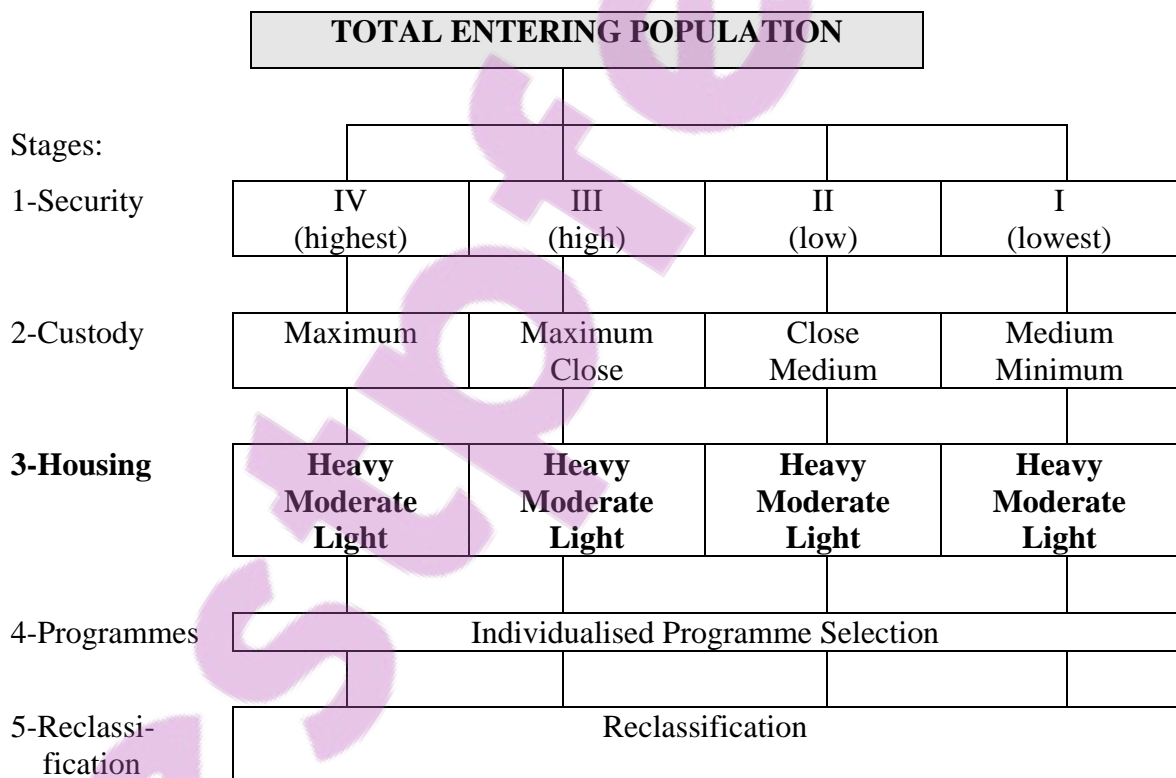 TOTAL ENTERING POPULATION
Stages:
1-Security
IV
(highest)
III
(high)
II
(low)
I
(lowest)
2-Custody
Maximum
Maximum
Close
Close
Medium
Medium
Minimum
3-Housing
Heavy
Moderate
Light
Heavy
Moderate
Light
Heavy
Moderate
Light
Heavy
Moderate
Light
4-Programmes
Individualised Programme Selection
5-Reclassi-
fication
Reclassification